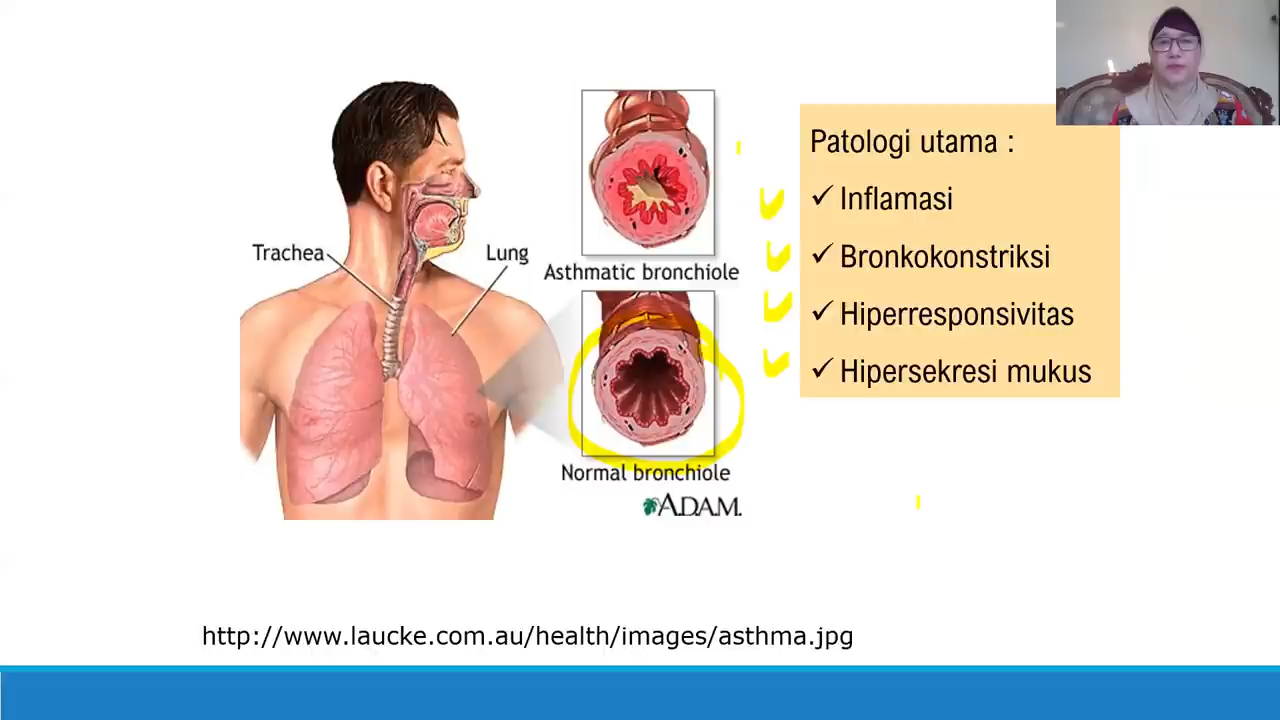 Trachea
Lung
Asthmatic bronchiole
Normal bronchiole
A.D.A.M.
Patologi utama :
✓ Inflamasi
✓ Bronkokonstriksi
✓ Hiperresponsivitas
✓ Hipersekresi mukus
http://www.laucke.com.au/health/images/asthma.jpg